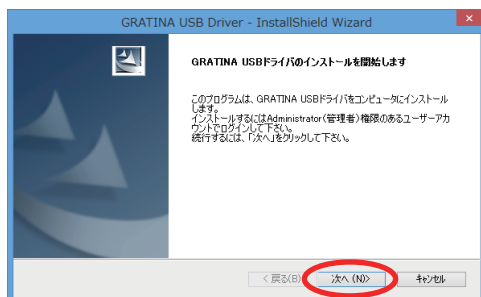 GRATINA USB Driver - InstallShield Wizard
GRATINA USBドライバのインストールを開始します
このプログラムは、GRATINA USBドライバをコンピュータにインストール
します。
インストールするにはAdministrator(管理者)権限のあるユーザーアカ
ウントでログインして下さい。
続行するには、「次へ」をクリックして下さい。
< 戻る(B)
次へ (N)>
キャンセル